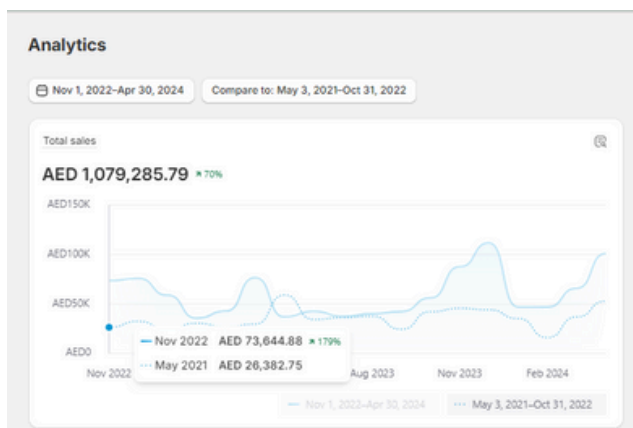 Analytics
Nov 1, 2022–Apr 30, 2024 Compare to: May 3, 2021–Oct 31, 2022
Total sales
AED 1,079,285.79 ↗ 70%
AED150K
AED100K
AED50K
AED0
Nov 2022 AED 73,644.88 ↗ 179%
May 2021 AED 26,382.75
Nov 2022 Aug 2023 Nov 2023 Feb 2024
Nov 1, 2022–Apr 30, 2024 May 3, 2021–Oct 31, 2022